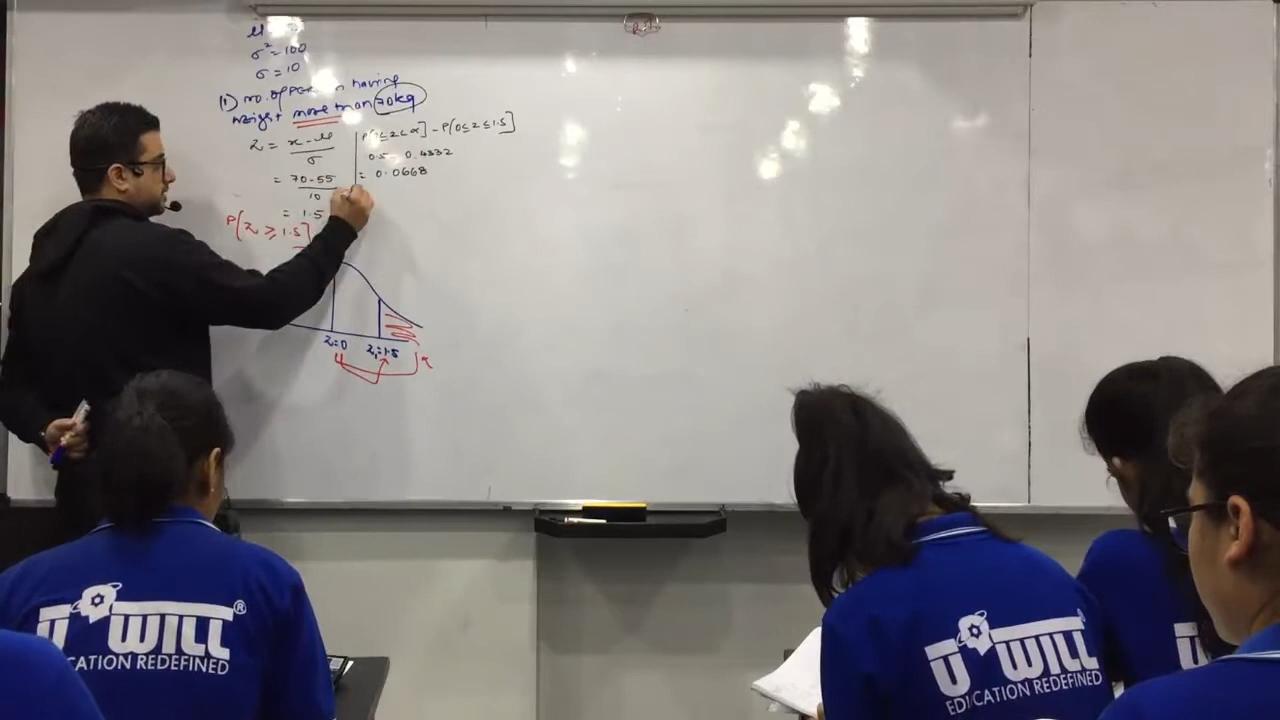 μ
σ² = 100
σ = 10
(1) no. of having
weight more than 70kg
Z = x - μ / σ
= 70-55 / 10
= 1.5
P[Z ≥ 1.5]
P[0 ≤ Z ≤ α] - P[0 ≤ Z ≤ 1.5]
0.5 - 0.4332
= 0.0668
Z=0
Z₁=1.5
U WILL®
EDUCATION REDEFINED
U WILL
EDUCATION REDEFINED
U